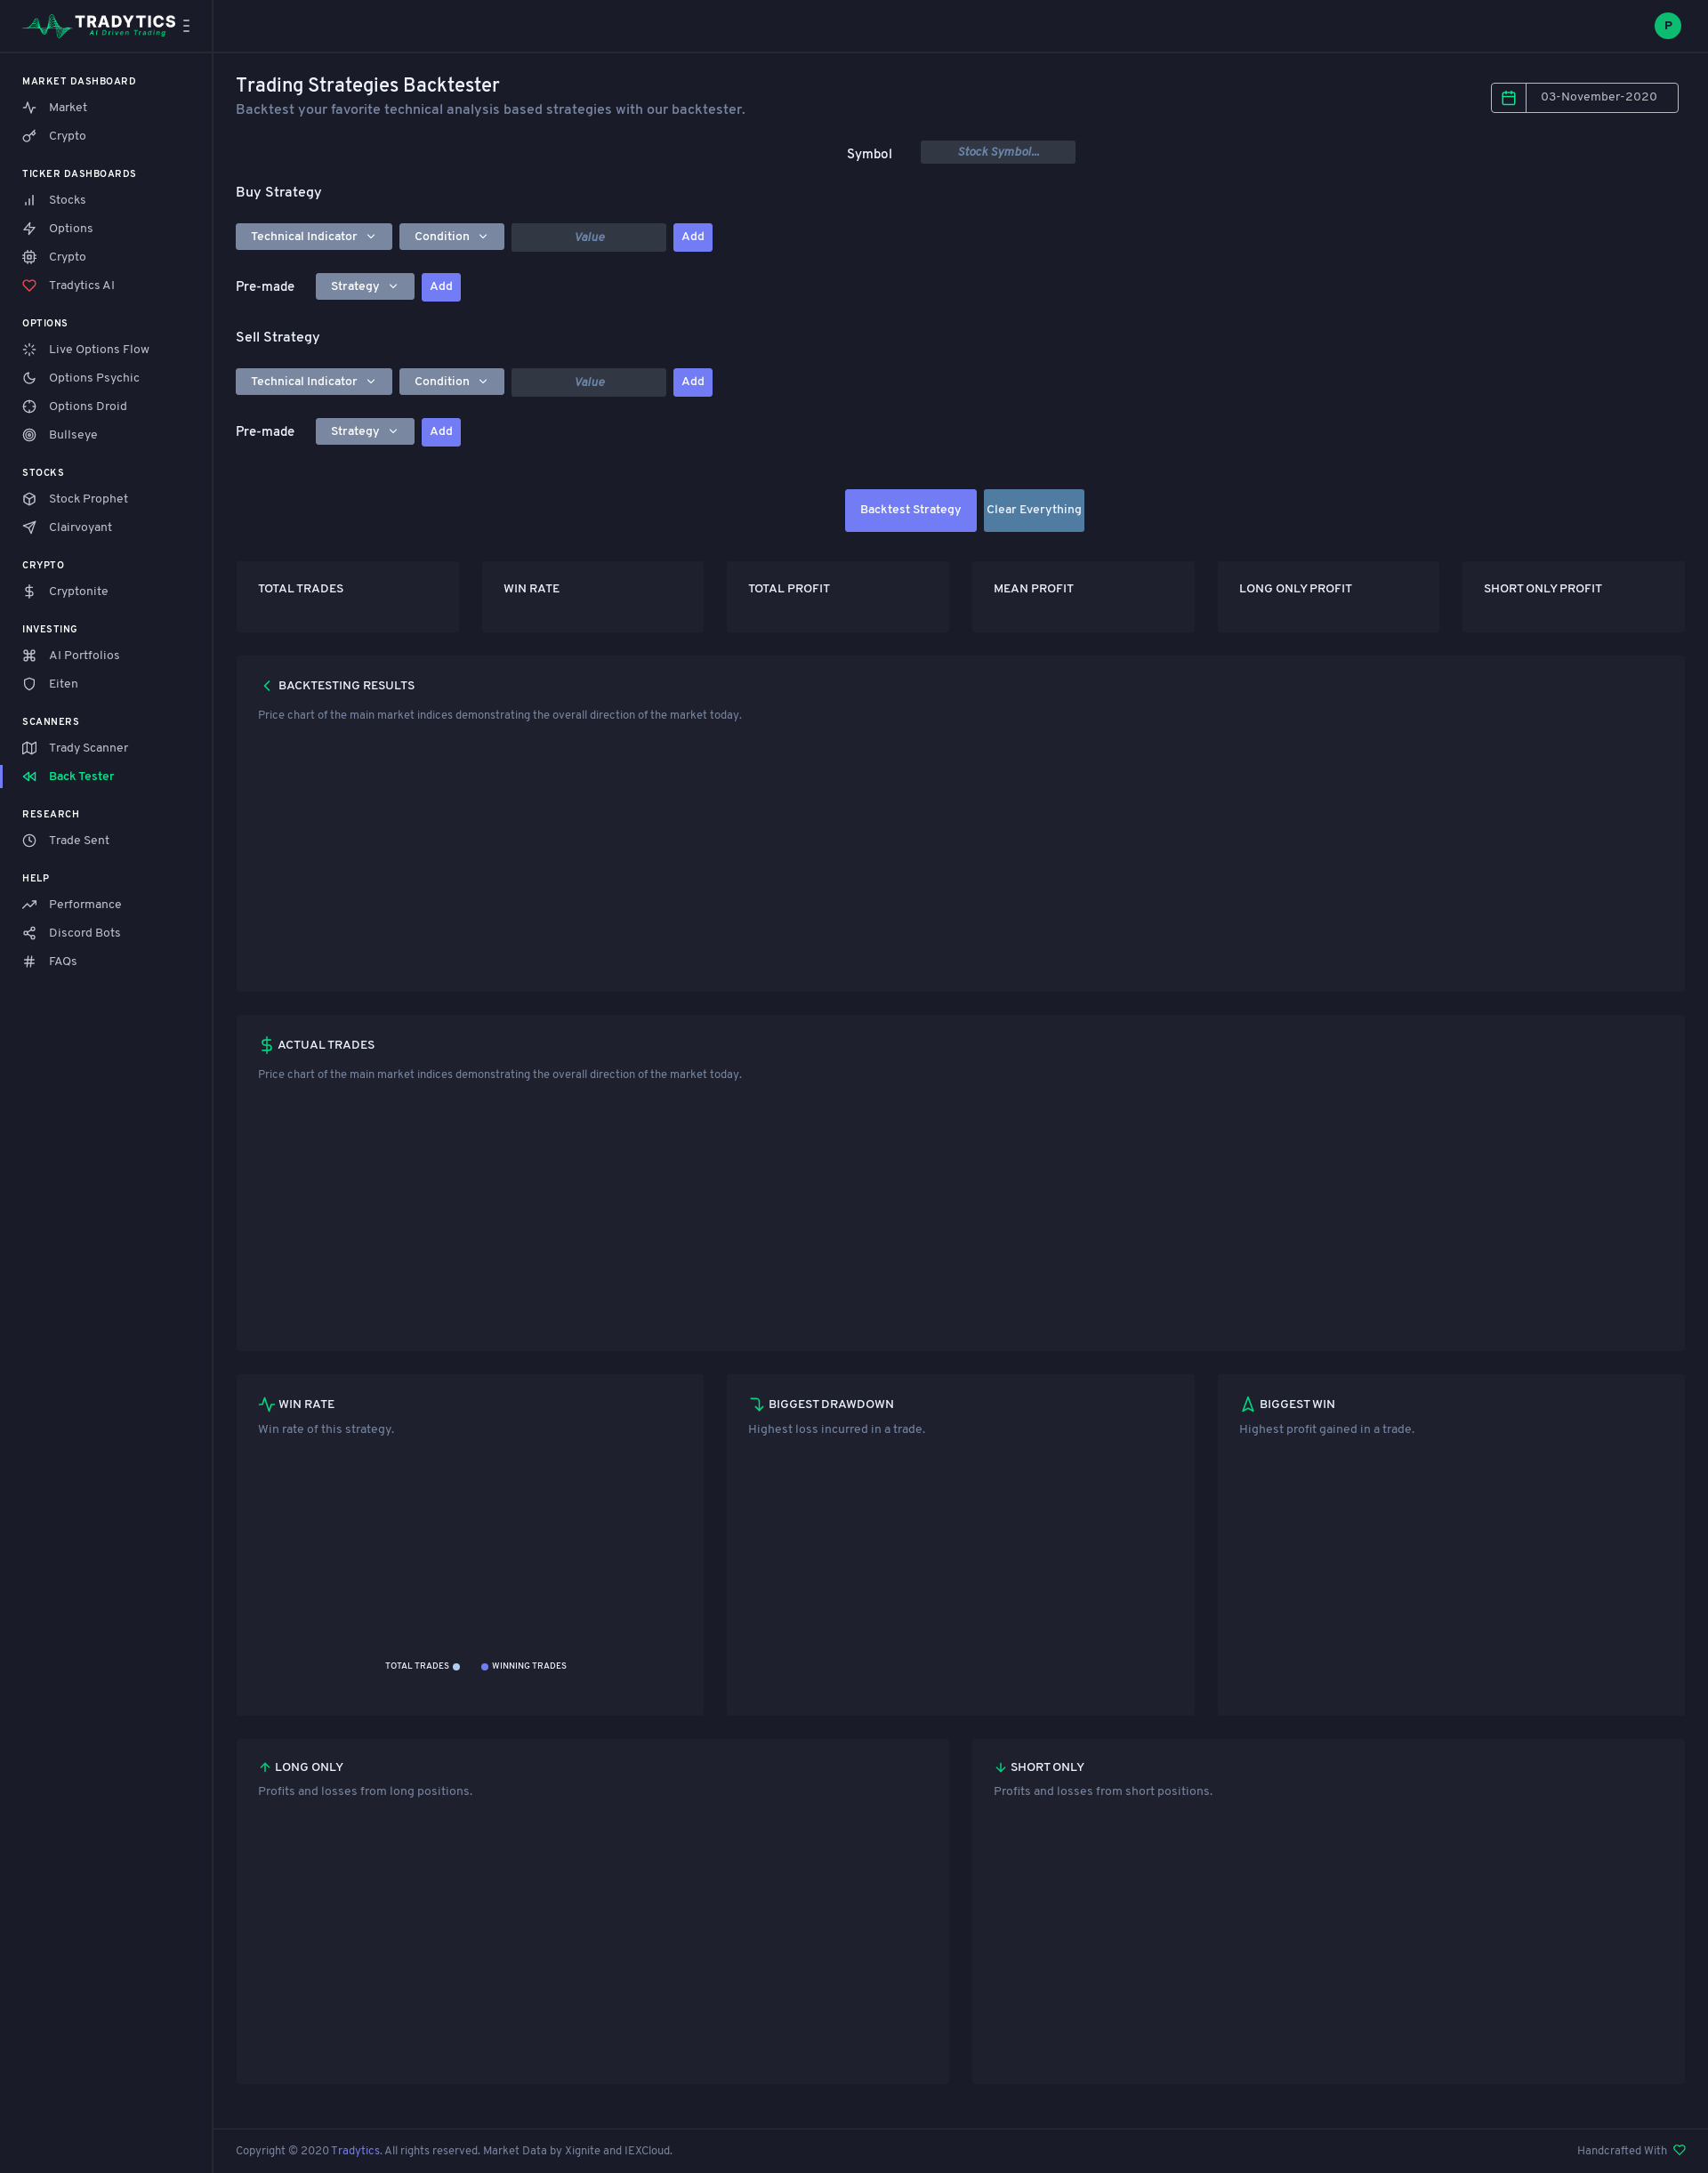 TRADYTICS
AI Driven Trading
P
MARKET DASHBOARD
Market
Crypto
TICKER DASHBOARDS
Stocks
Options
Crypto
Tradytics AI
OPTIONS
Live Options Flow
Options Psychic
Options Droid
Bullseye
STOCKS
Stock Prophet
Clairvoyant
CRYPTO
Cryptonite
INVESTING
AI Portfolios
Eiten
SCANNERS
Trady Scanner
Back Tester
RESEARCH
Trade Sent
HELP
Performance
Discord Bots
FAQs
Trading Strategies Backtester
Backtest your favorite technical analysis based strategies with our backtester.
03-November-2020
Symbol Stock Symbol...
Buy Strategy
Technical Indicator Condition Value Add
Pre-made Strategy Add
Sell Strategy
Technical Indicator Condition Value Add
Pre-made Strategy Add
Backtest Strategy Clear Everything
TOTAL TRADES WIN RATE TOTAL PROFIT MEAN PROFIT LONG ONLY PROFIT SHORT ONLY PROFIT
BACKTESTING RESULTS
Price chart of the main market indices demonstrating the overall direction of the market today.
ACTUAL TRADES
Price chart of the main market indices demonstrating the overall direction of the market today.
WIN RATE
Win rate of this strategy.
TOTAL TRADES WINNING TRADES
BIGGEST DRAWDOWN
Highest loss incurred in a trade.
BIGGEST WIN
Highest profit gained in a trade.
LONG ONLY
Profits and losses from long positions.
SHORT ONLY
Profits and losses from short positions.
Copyright © 2020 Tradytics. All rights reserved. Market Data by Xignite and IEXCloud.
Handcrafted With